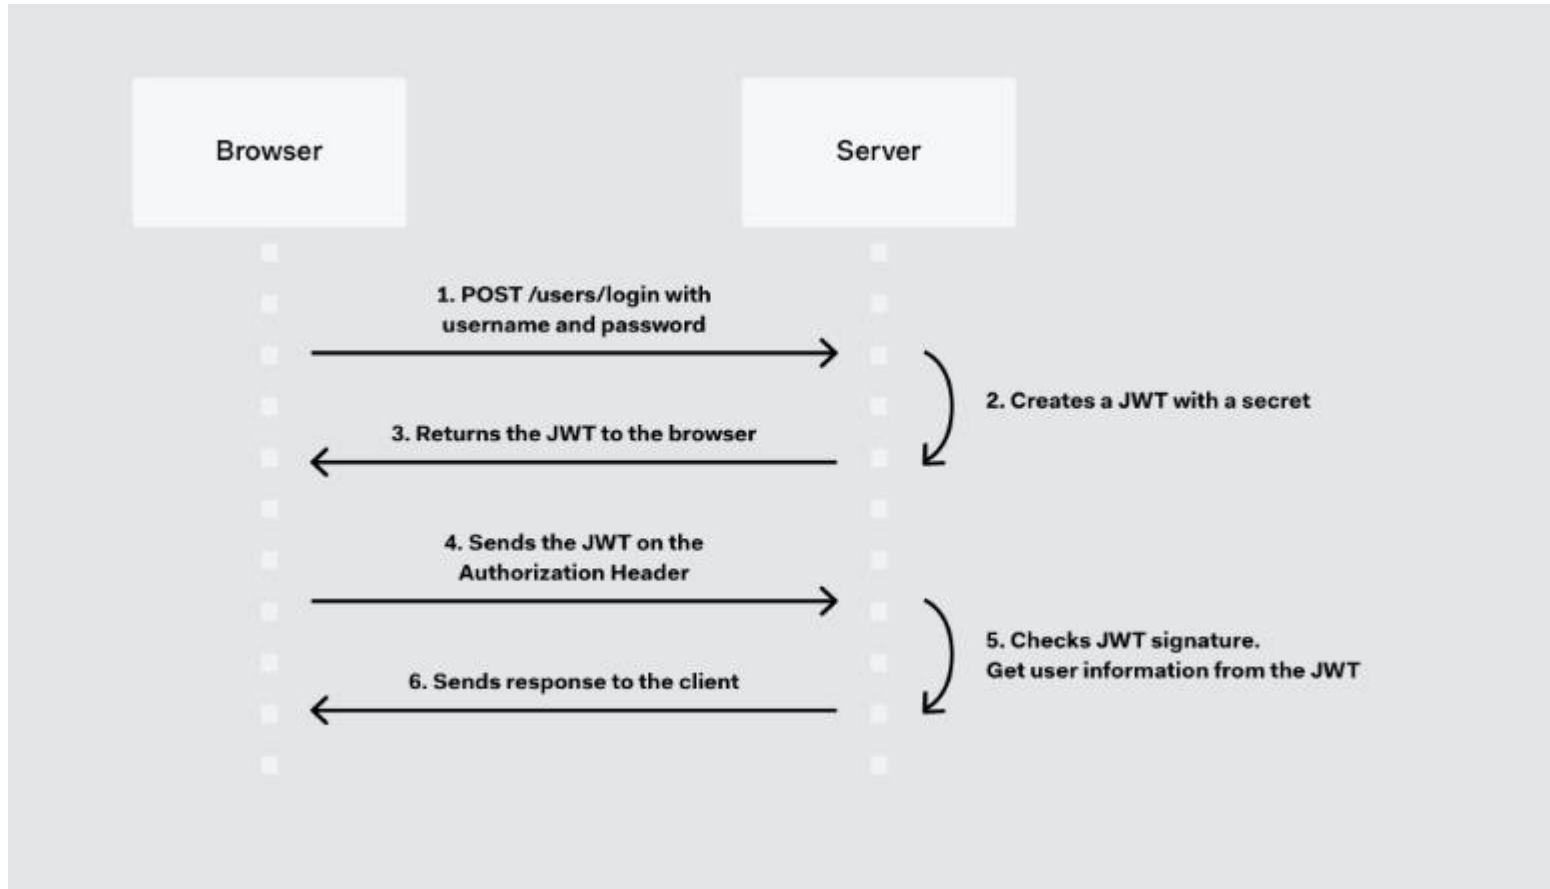 Browser
Server
1. POST /users/login with
username and password
2. Creates a JWT with a secret
3. Returns the JWT to the browser
4. Sends the JWT on the
Authorization Header
5. Checks JWT signature.
Get user information from the JWT
6. Sends response to the client